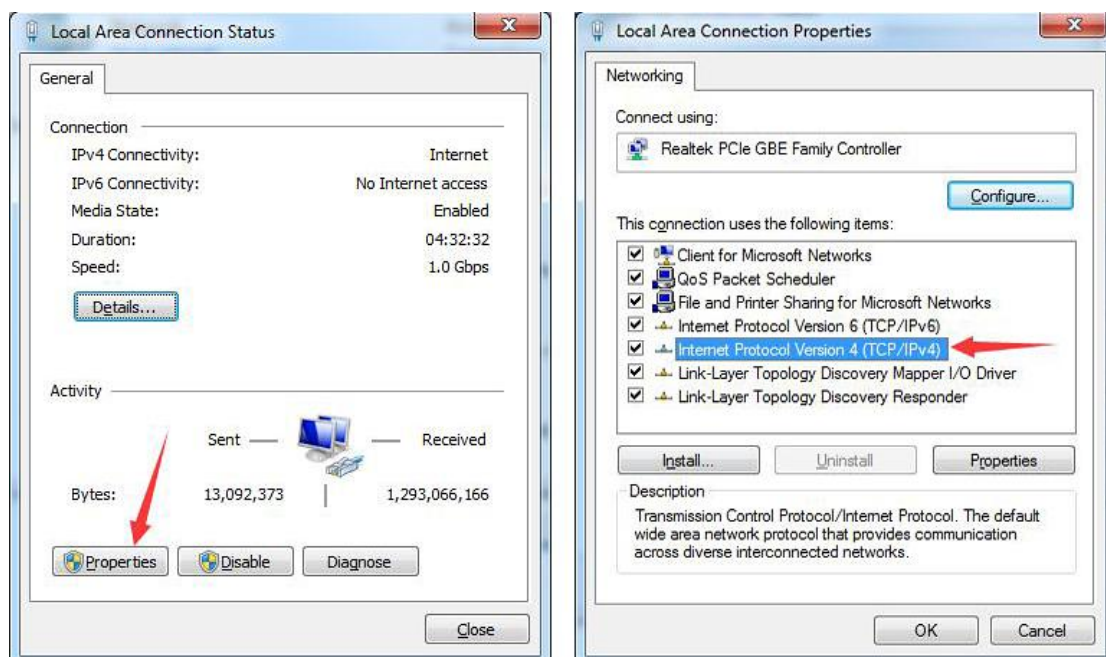 Local Area Connection Status
General
Connection
IPv4 Connectivity: Internet
IPv6 Connectivity: No Internet access
Media State: Enabled
Duration: 04:32:32
Speed: 1.0 Gbps
Details...
Activity
Sent — Received
Bytes: 13,092,373 1,293,066,166
Properties Disable Diagnose
Close
Local Area Connection Properties
Networking
Connect using:
Realtek PCIe GBE Family Controller
Configure...
This connection uses the following items:
Client for Microsoft Networks
QoS Packet Scheduler
File and Printer Sharing for Microsoft Networks
Internet Protocol Version 6 (TCP/IPv6)
Internet Protocol Version 4 (TCP/IPv4)
Link-Layer Topology Discovery Mapper I/O Driver
Link-Layer Topology Discovery Responder
Install... Uninstall Properties
Description
Transmission Control Protocol/Internet Protocol. The default
wide area network protocol that provides communication
across diverse interconnected networks.
OK Cancel